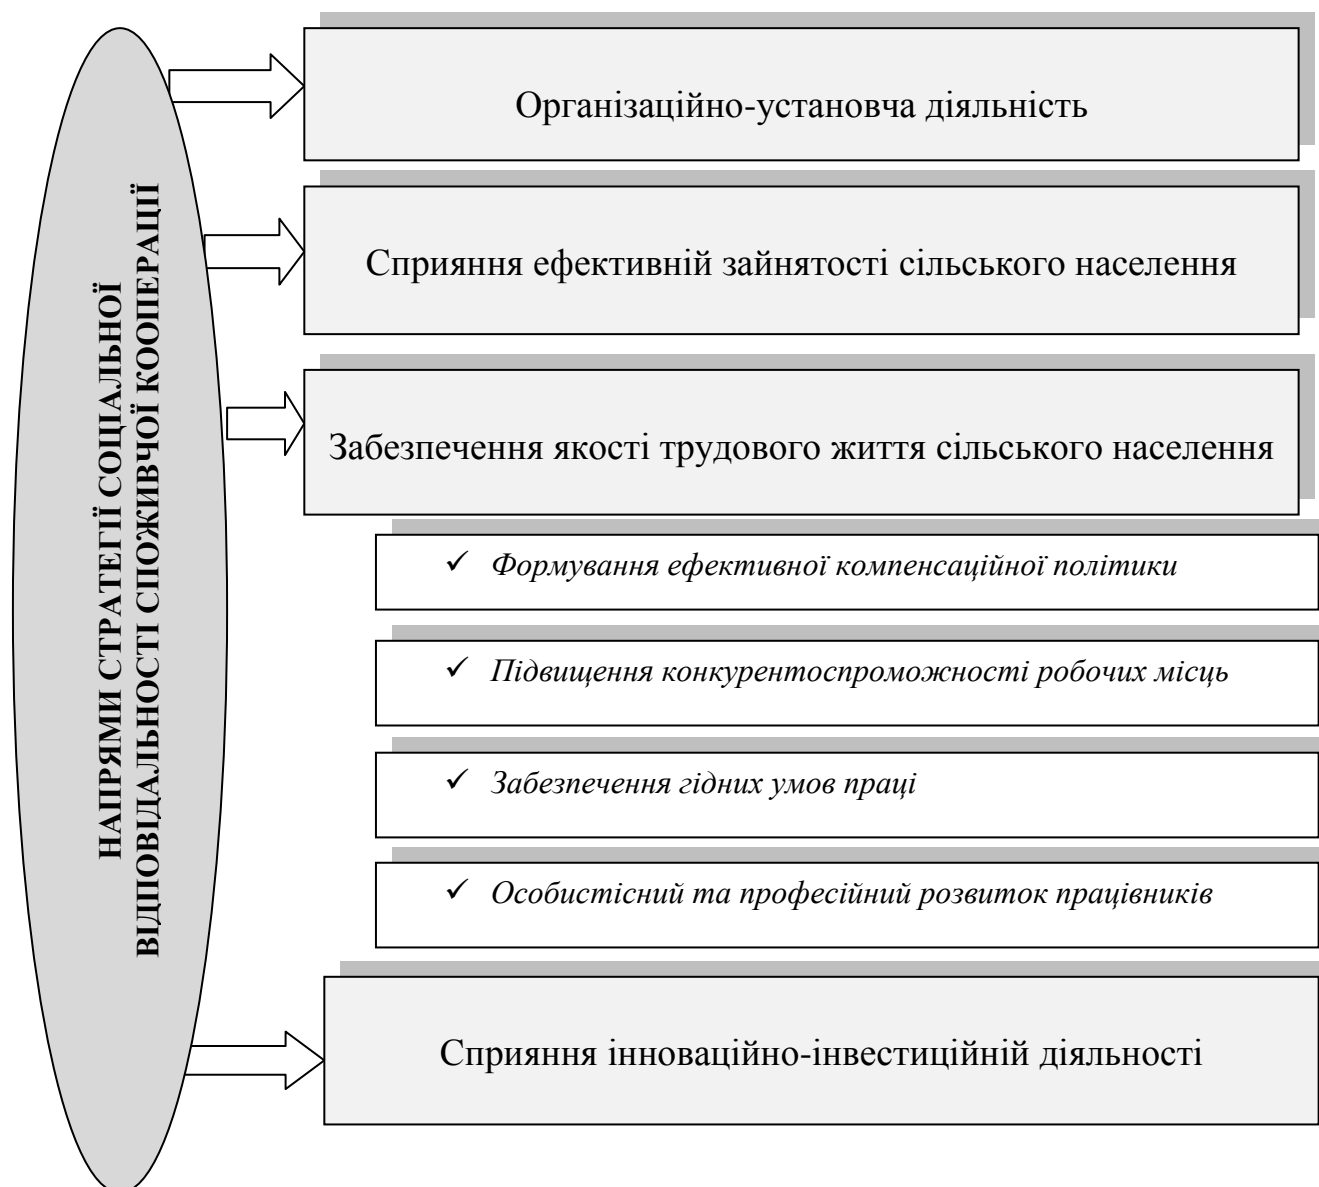 НАПРЯМИ СТРАТЕГІЇ СОЦІАЛЬНОЇ
ВІДПОВІДАЛЬНОСТІ СПОЖИВЧОЇ КООПЕРАЦІЇ
Організаційно-установча діяльність
Сприяння ефективній зайнятості сільського населення
Забезпечення якості трудового життя сільського населення
✓ Формування ефективної компенсаційної політики
✓ Підвищення конкурентоспроможності робочих місць
✓ Забезпечення гідних умов праці
✓ Особистісний та професійний розвиток працівників
Сприяння інноваційно-інвестиційній діяльності